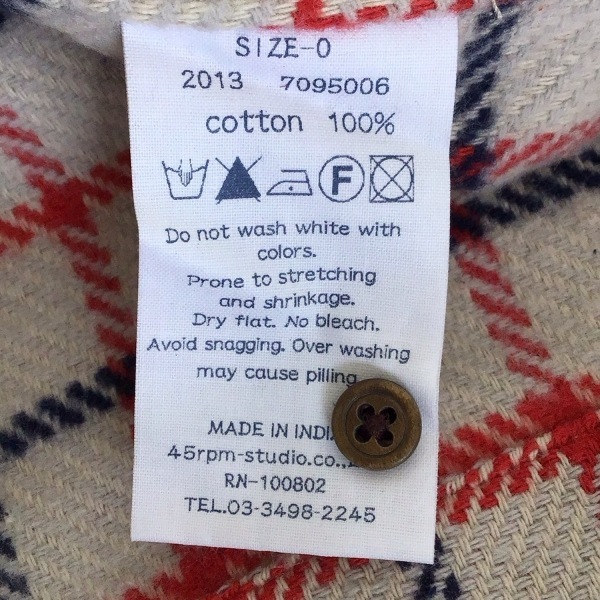 SIZE-0
2013 7095006
cotton 100%
F
Do not wash white with
colors.
Prone to stretching
and shrinkage.
Dry flat. No bleach.
Avoid snagging. Over washing
may cause pilling
MADE IN INDIA
45rpm-studio.co.,
RN-100802
TEL.03-3498-2245